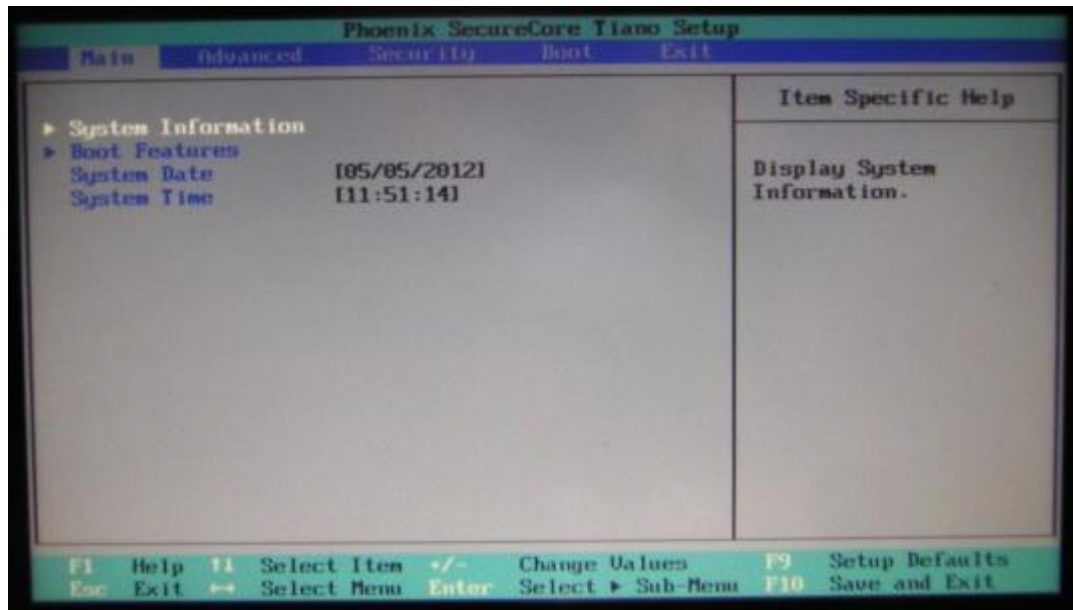 Phoenix SecureCore Tiano Setup
Main Advanced Security Boot Exit
Item Specific Help
► System Information
► Boot Features
System Date [05/05/2012]
System Time [11:51:14]
Display System
Information.
F1 Help ↑↓ Select Item +/- Change Values F9 Setup Defaults
Esc Exit ↔ Select Menu Enter Select ► Sub-Menu F10 Save and Exit